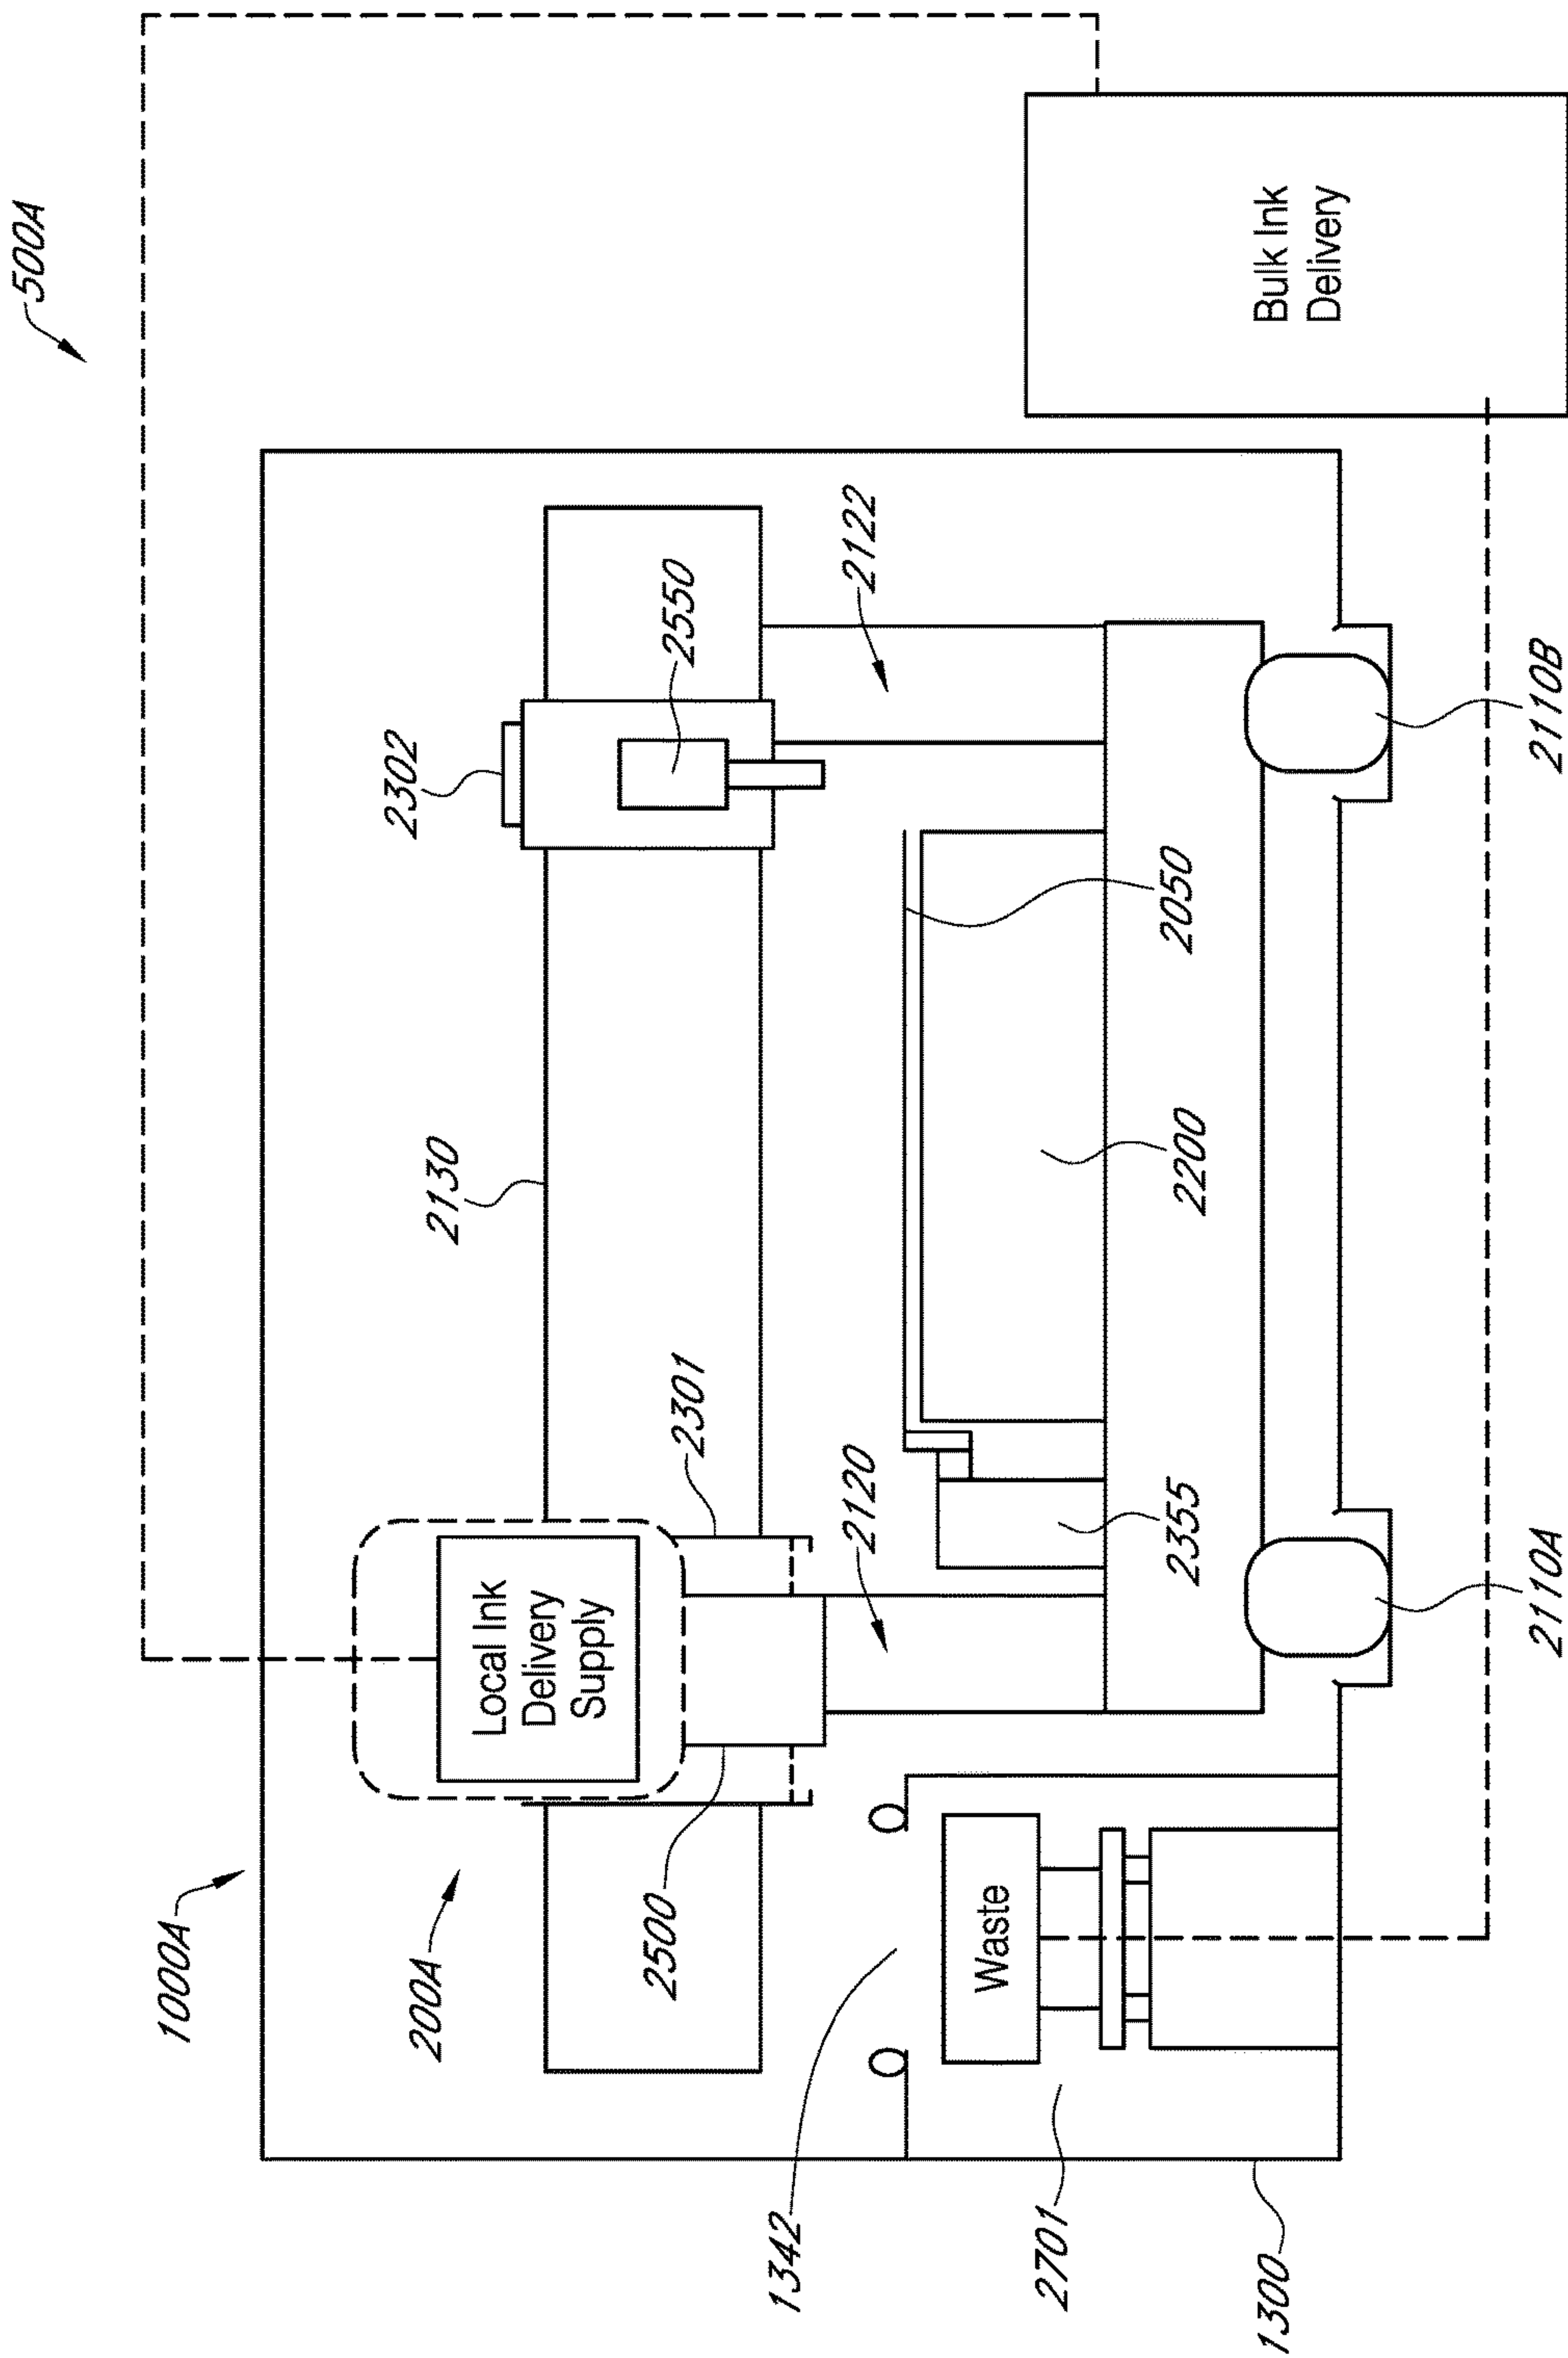 500A
1000A
200A
2130
2302
2550
2122
Local Ink
Delivery
Supply
2301
2500
2120
2050
2200
2355
Bulk Ink
Delivery
1342
Waste
2701
1300
2110A
2110B